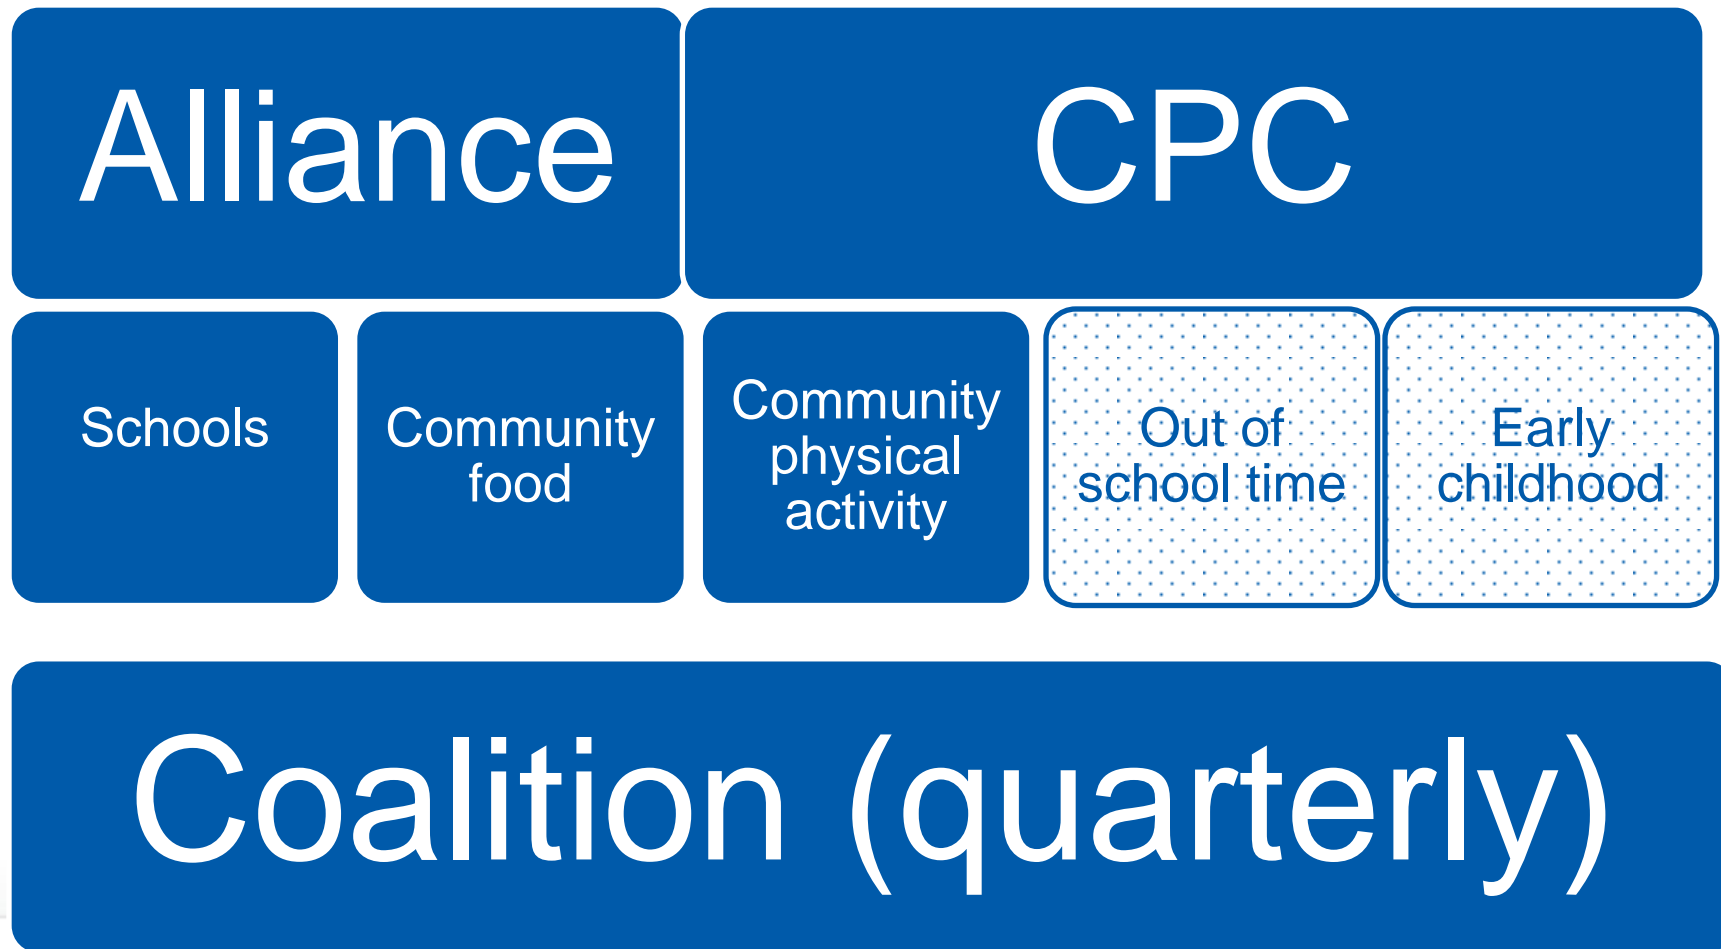 Alliance
CPC
Schools
Community
food
Community
physical
activity
Out of
school time
Early
childhood
Coalition (quarterly)